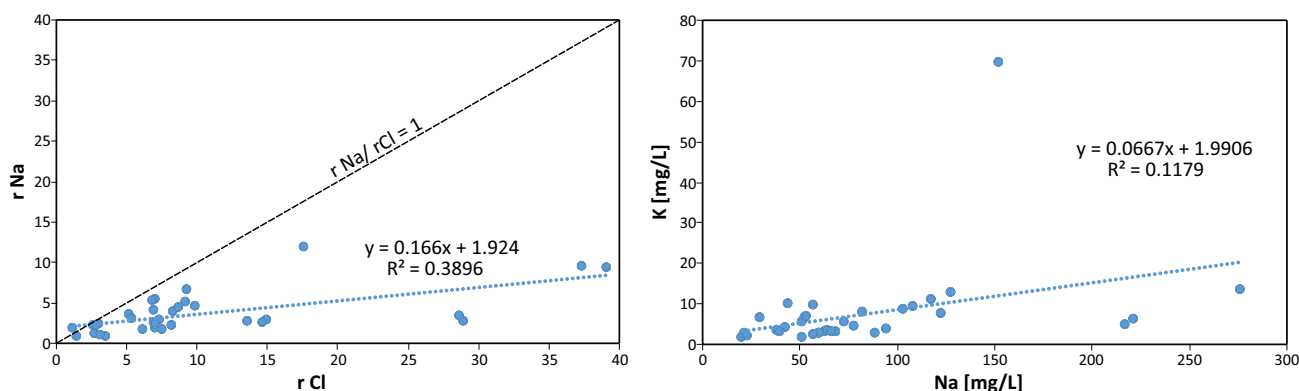 40
35
30
25
20
15
10
5
0
r Na
r Na/ rCl = 1
y = 0.166x + 1.924
R² = 0.3896
0 5 10 15 20 25 30 35 40
r Cl
80
70
60
50
40
30
20
10
0
K [mg/L]
y = 0.0667x + 1.9906
R² = 0.1179
0 50 100 150 200 250 300
Na [mg/L]